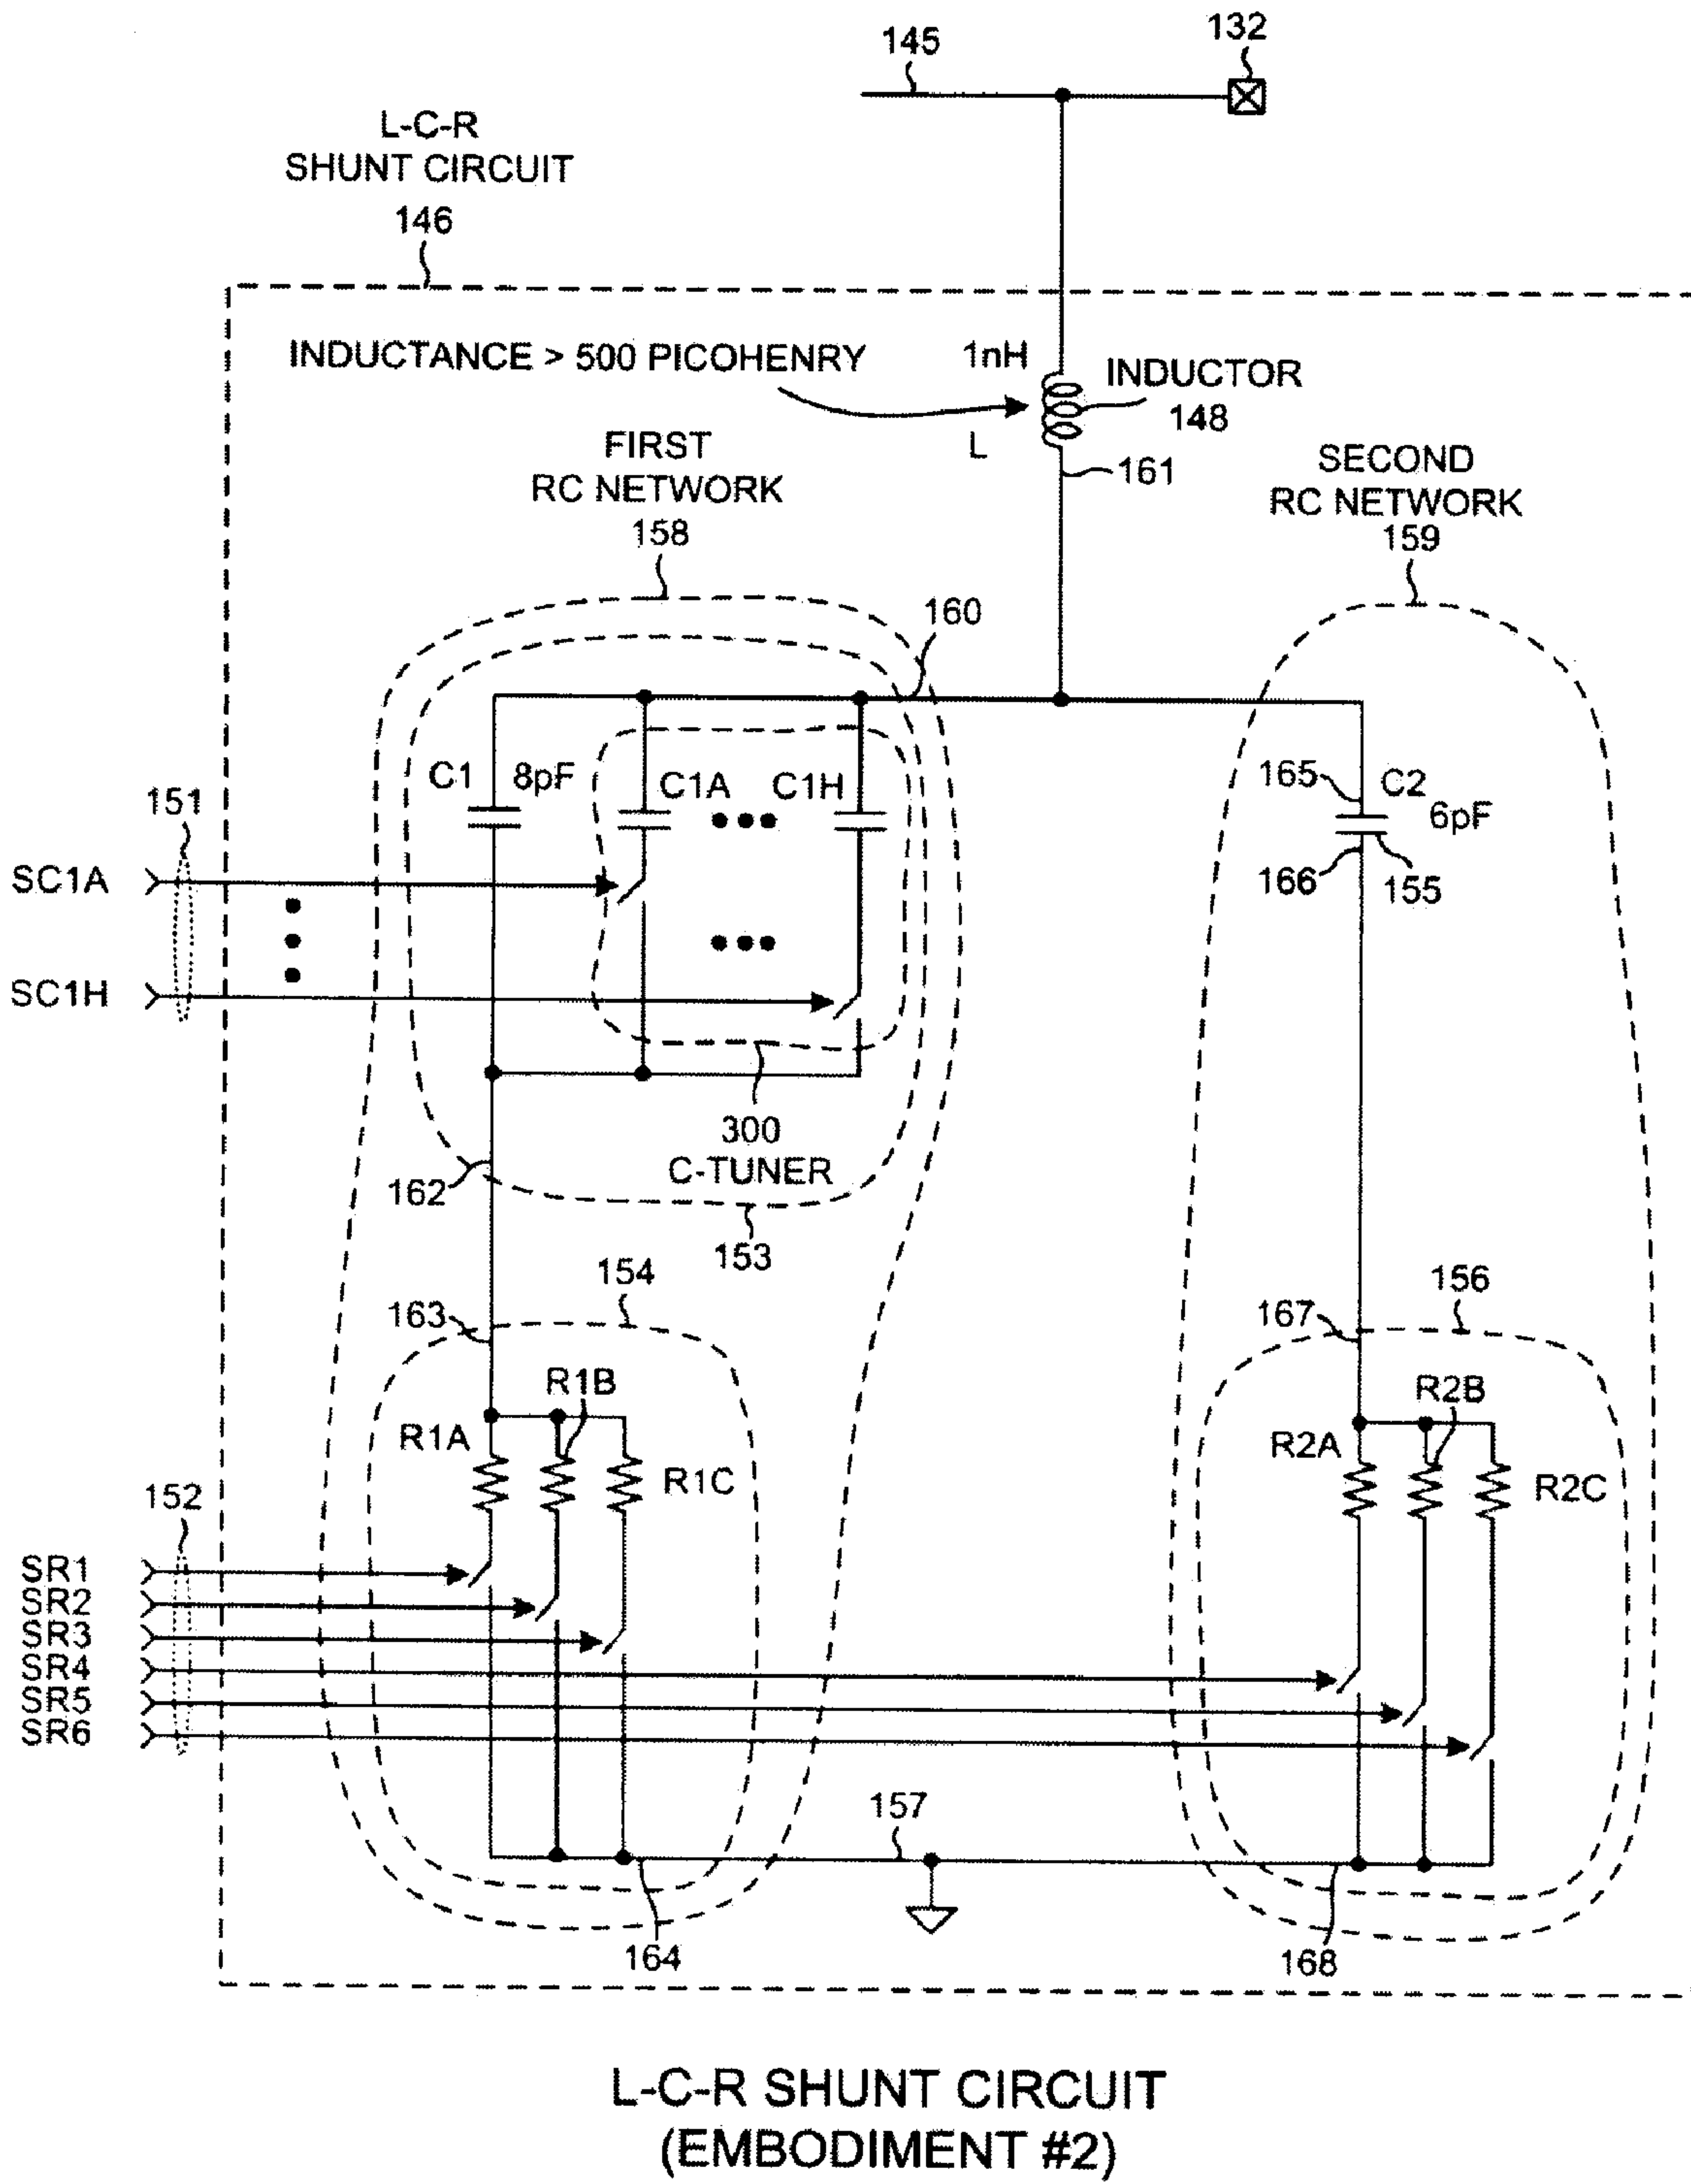 145
132
L-C-R
SHUNT CIRCUIT
146
INDUCTANCE > 500 PICOHENRY
1nH
L
INDUCTOR
148
161
FIRST
RC NETWORK
158
SECOND
RC NETWORK
159
160
C1
8pF
C1A
C1H
165
C2
6pF
166
155
151
SC1A
SC1H
300
C-TUNER
162
153
154
163
156
167
R1A
R1B
R1C
R2A
R2B
R2C
152
SR1
SR2
SR3
SR4
SR5
SR6
157
164
168
L-C-R SHUNT CIRCUIT
(EMBODIMENT #2)